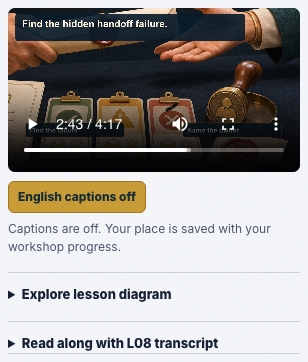 Find the hidden handoff failure.
2:43 / 4:17
English captions off
Captions are off. Your place is saved with your
workshop progress.
Explore lesson diagram
Read along with L08 transcript